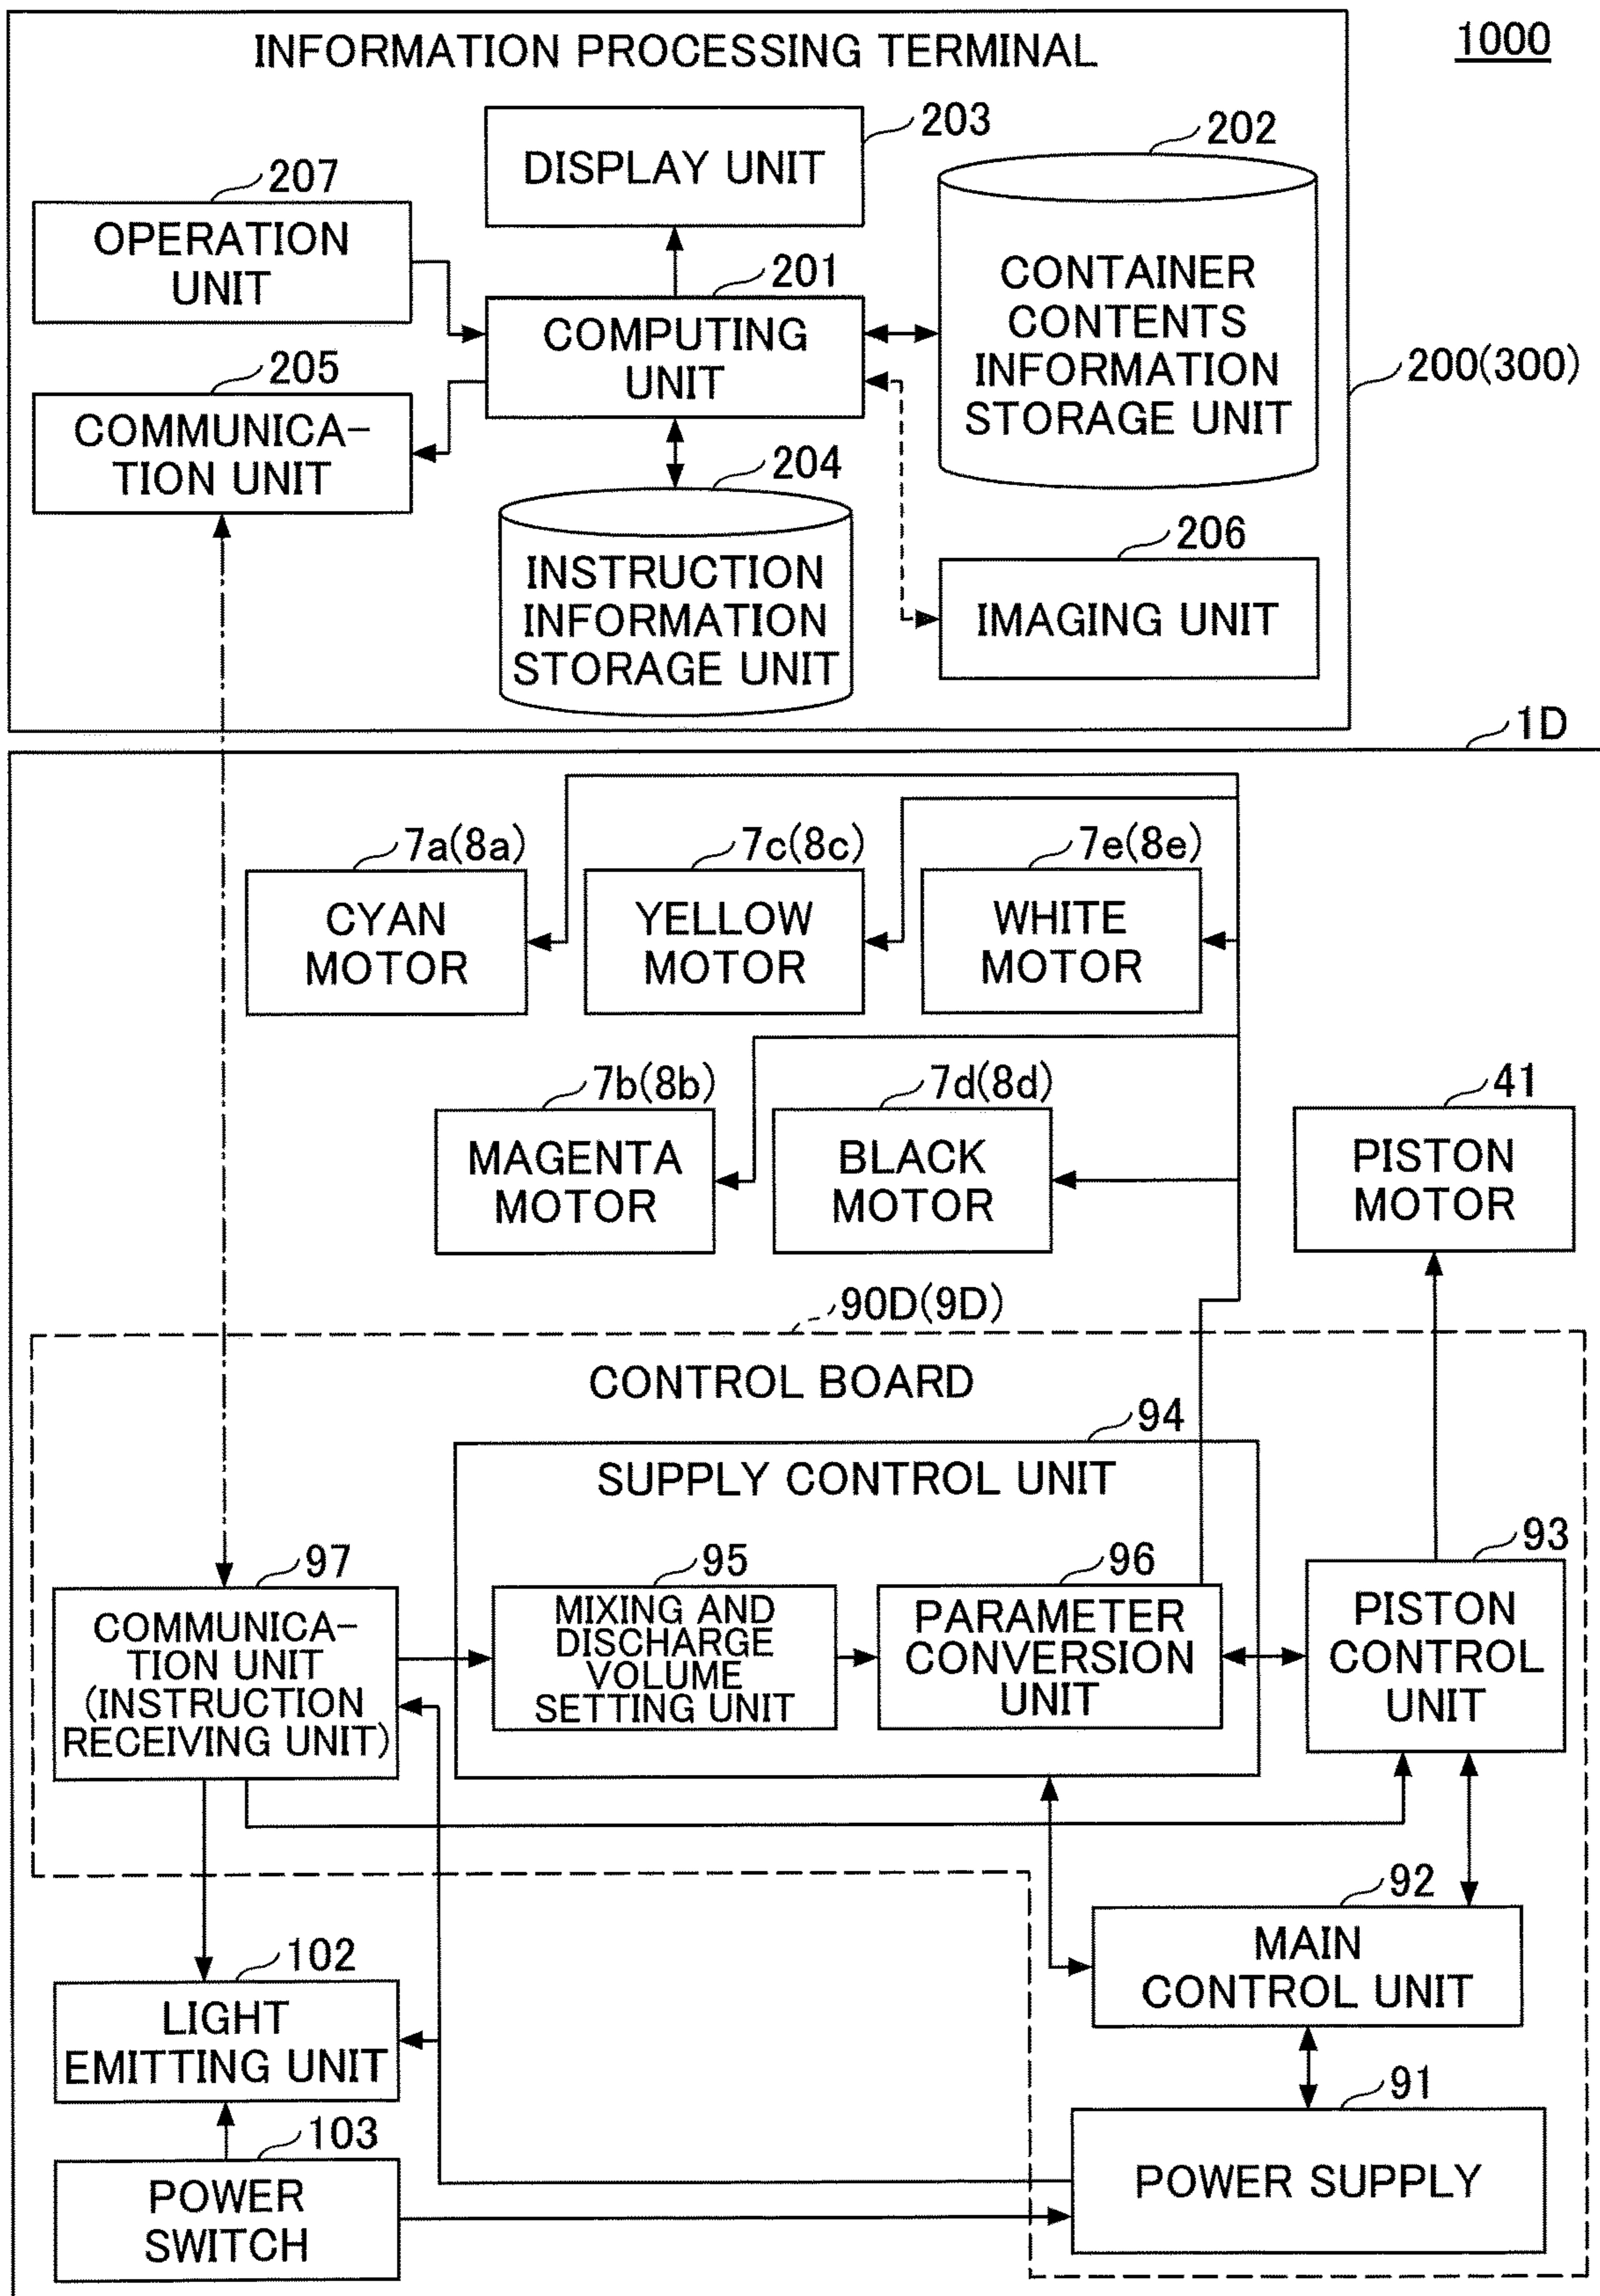 1000
INFORMATION PROCESSING TERMINAL
203
DISPLAY UNIT
202
CONTAINER
CONTENTS
INFORMATION
STORAGE UNIT
207
OPERATION
UNIT
201
COMPUTING
UNIT
200(300)
205
COMMUNICA-
TION UNIT
204
INSTRUCTION
INFORMATION
STORAGE UNIT
206
IMAGING UNIT
1D
7a(8a)
CYAN
MOTOR
7c(8c)
YELLOW
MOTOR
7e(8e)
WHITE
MOTOR
7b(8b)
MAGENTA
MOTOR
7d(8d)
BLACK
MOTOR
41
PISTON
MOTOR
90D(9D)
CONTROL BOARD
94
SUPPLY CONTROL UNIT
97
COMMUNICA-
TION UNIT
(INSTRUCTION
RECEIVING UNIT)
95
MIXING AND
DISCHARGE
VOLUME
SETTING UNIT
96
PARAMETER
CONVERSION
UNIT
93
PISTON
CONTROL
UNIT
92
MAIN
CONTROL UNIT
102
LIGHT
EMITTING UNIT
91
POWER SUPPLY
103
POWER
SWITCH